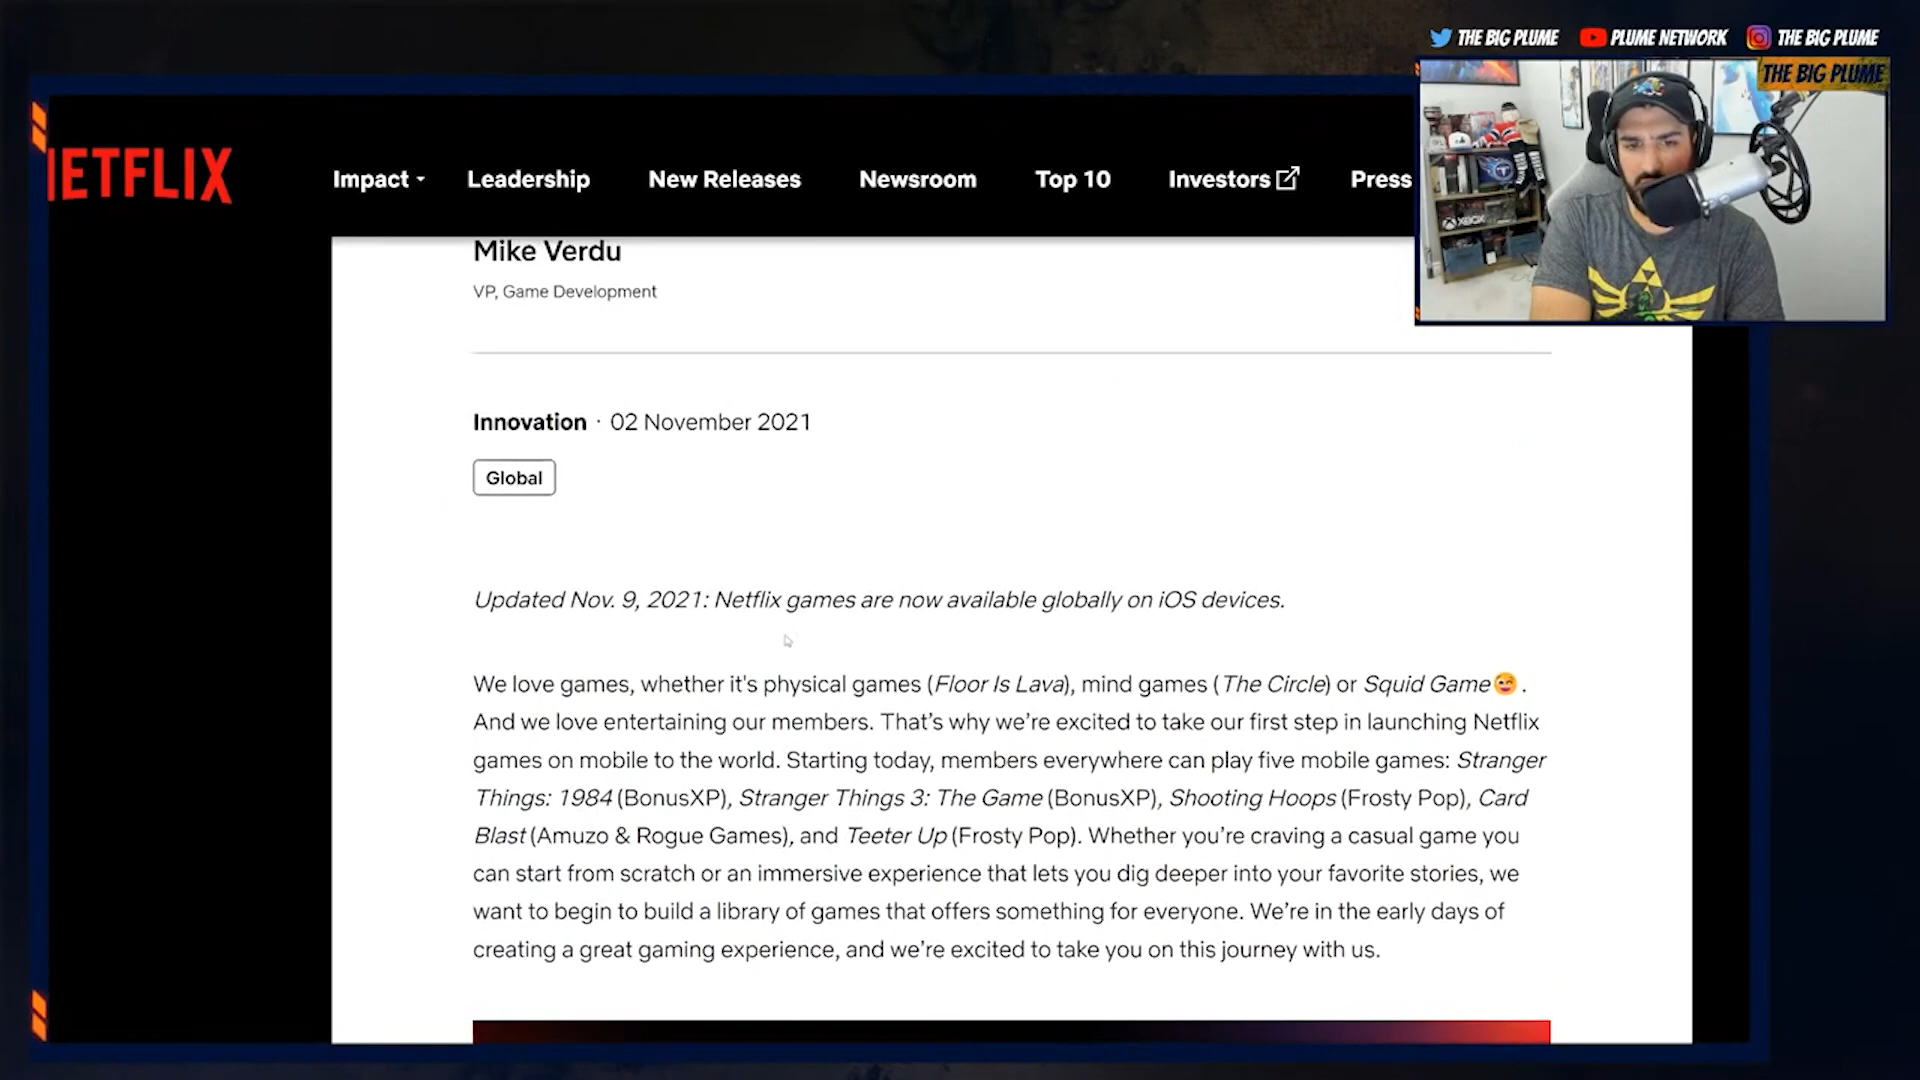 THE BIG PLUME PLUME NETWORK THE BIG PLUME
THE BIG PLUME
NETFLIX
Impact Leadership New Releases Newsroom Top 10 Investors Press
XBOX
Mike Verdu
VP, Game Development
Innovation · 02 November 2021
Global
Updated Nov. 9, 2021: Netflix games are now available globally on iOS devices.
We love games, whether it's physical games (Floor Is Lava), mind games (The Circle) or Squid Game😉.
And we love entertaining our members. That’s why we’re excited to take our first step in launching Netflix
games on mobile to the world. Starting today, members everywhere can play five mobile games: Stranger
Things: 1984 (BonusXP), Stranger Things 3: The Game (BonusXP), Shooting Hoops (Frosty Pop), Card
Blast (Amuzo & Rogue Games), and Teeter Up (Frosty Pop). Whether you’re craving a casual game you
can start from scratch or an immersive experience that lets you dig deeper into your favorite stories, we
want to begin to build a library of games that offers something for everyone. We’re in the early days of
creating a great gaming experience, and we’re excited to take you on this journey with us.